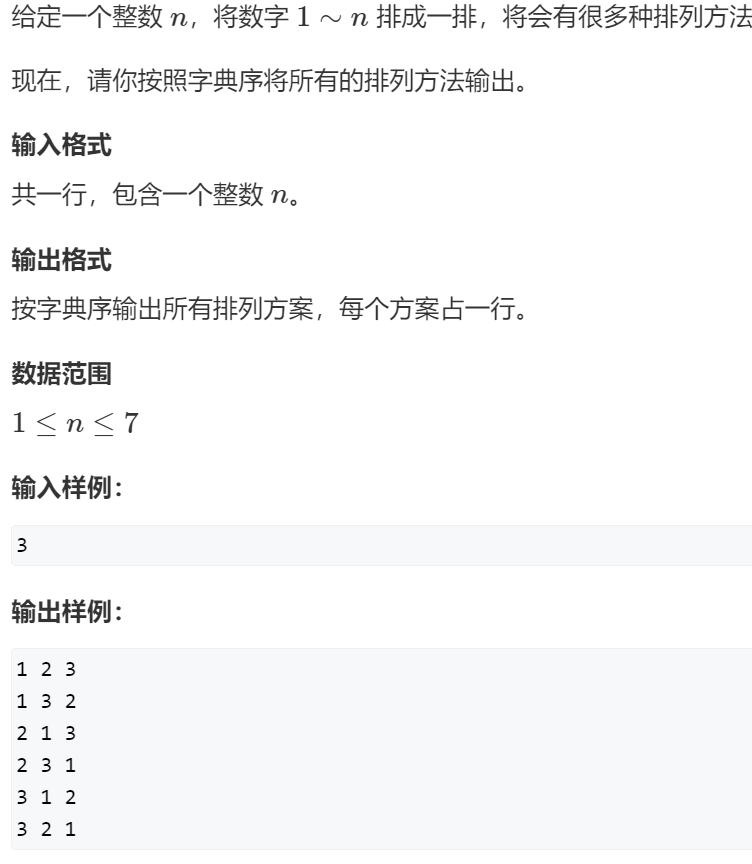 给定一个整数 n，将数字 1 ∼ n 排成一排，将会有很多种排列方法
现在，请你按照字典序将所有的排列方法输出。
输入格式
共一行，包含一个整数 n。
输出格式
按字典序输出所有排列方案，每个方案占一行。
数据范围
1 ≤ n ≤ 7
输入样例：
3
输出样例：
1 2 3
1 3 2
2 1 3
2 3 1
3 1 2
3 2 1